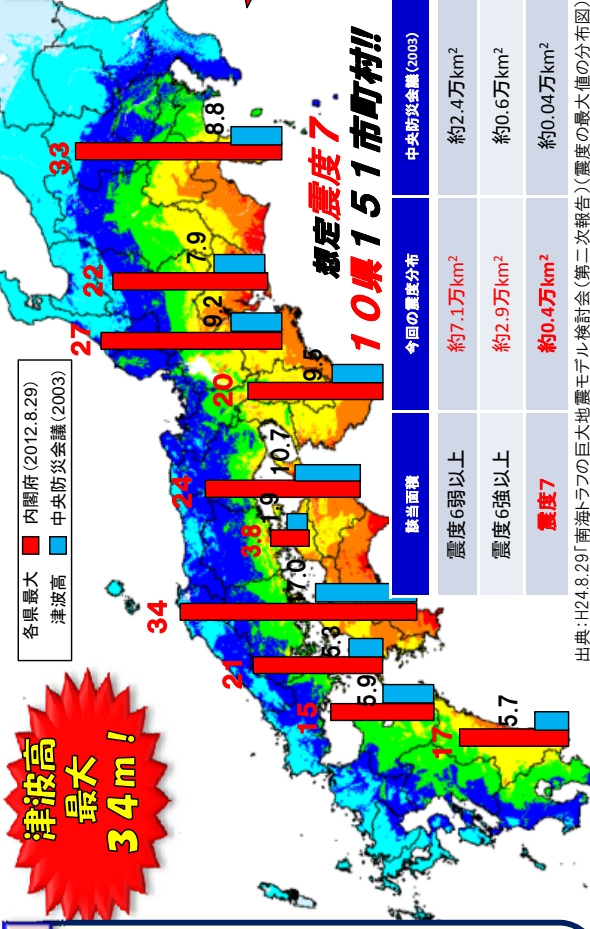 津波高
最大
34m!
各県最大 内閣府(2012.8.29)
津波高 中央防災会議(2003)
17
5.7
15
5.9
21
5.3
34
7.0
3.8
1.9
24
10.7
20
9.5
27
9.2
22
7.9
33
8.8
想定震度7
10県151市町村!!
該当面積 今回の震度分布 中央防災会議(2003)
震度6弱以上 約7.1万km² 約2.4万km²
震度6強以上 約2.9万km² 約0.6万km²
震度7 約0.4万km² 約0.04万km²
出典:H24.8.29「南海トラフの巨大地震モデル検討会(第二次報告)(震度の最大値の分布図)